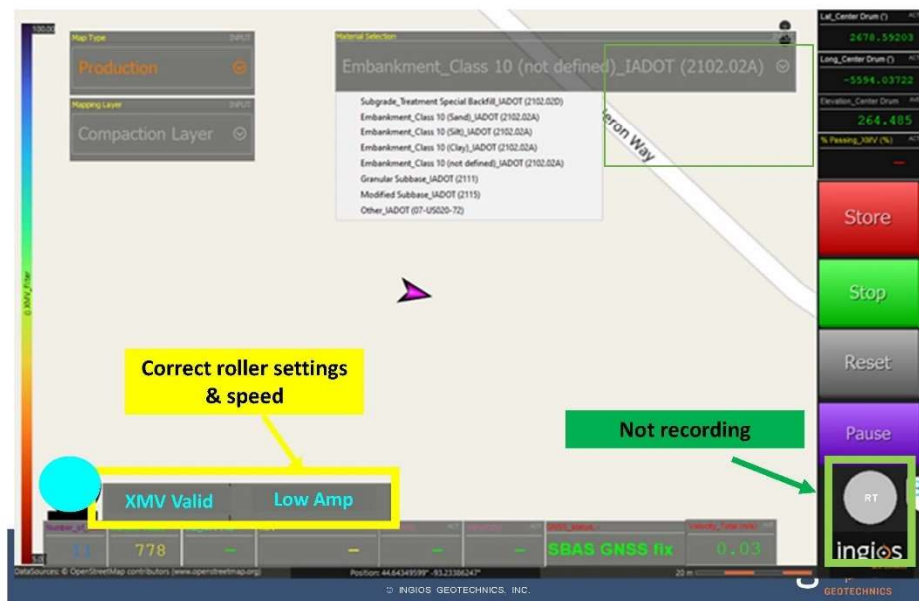 100.00
Map Type INPUT
Production
Mapping Layer INPUT
Compaction Layer
Material Selection
Embankment_Class 10 (not defined)_IADOT (2102.02A)
Subgrade_Treatment Special Backfill_IADOT (2102.02D)
Embankment_Class 10 (Sand)_IADOT (2102.02A)
Embankment_Class 10 (Silt)_IADOT (2102.02A)
Embankment_Class 10 (Clay)_IADOT (2102.02A)
Embankment_Class 10 (not defined)_IADOT (2102.02A)
Granular Subbase_IADOT (2111)
Modified Subbase_IADOT (2115)
Other_IADOT (07-US020-72)
Way
Lat_Center Drum (')
2678.59203
Long_Center Drum (')
-5594.03722
Elevation_Center Drum
264.485
% Passing_XMV (%)
Store
Stop
Reset
Pause
RT
ingios
Correct roller settings
& speed
Not recording
XMV Valid Low Amp
11 778
GNSS_status
SBAS GNSS fix
0.03
DataSources: © OpenStreetMap contributors (www.openstreetmap.org)
Position: 44.64349599° -93.23386247°
20 m
© INGIOS GEOTECHNICS, INC.
GEOTECHNICS